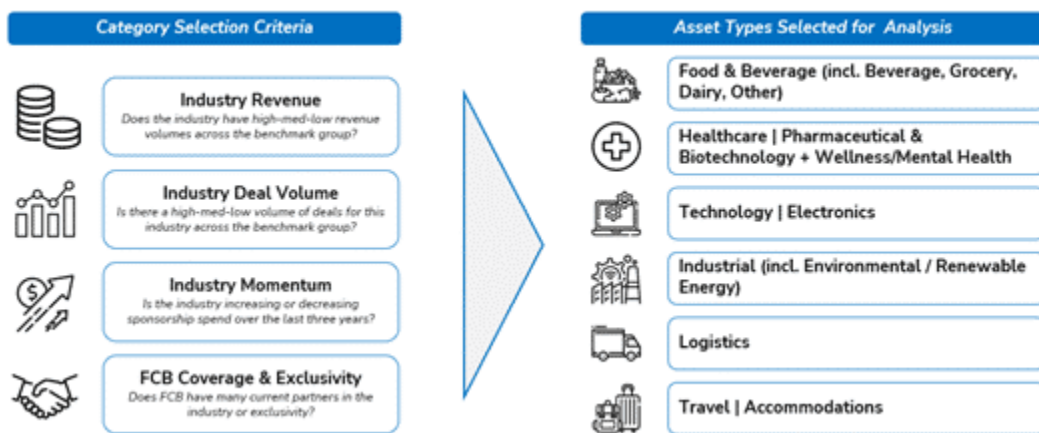 Category Selection Criteria
Industry Revenue
Does the industry have high-med-low revenue
volumes across the benchmark group?
Industry Deal Volume
Is there a high-med-low volume of deals for this
industry across the benchmark group?
Industry Momentum
Is the industry increasing or decreasing
sponsorship spend over the last three years?
FCB Coverage & Exclusivity
Does FCB have many current partners in the
industry or exclusivity?
Asset Types Selected for Analysis
Food & Beverage (incl. Beverage, Grocery,
Dairy, Other)
Healthcare | Pharmaceutical &
Biotechnology + Wellness/Mental Health
Technology | Electronics
Industrial (incl. Environmental / Renewable
Energy)
Logistics
Travel | Accommodations